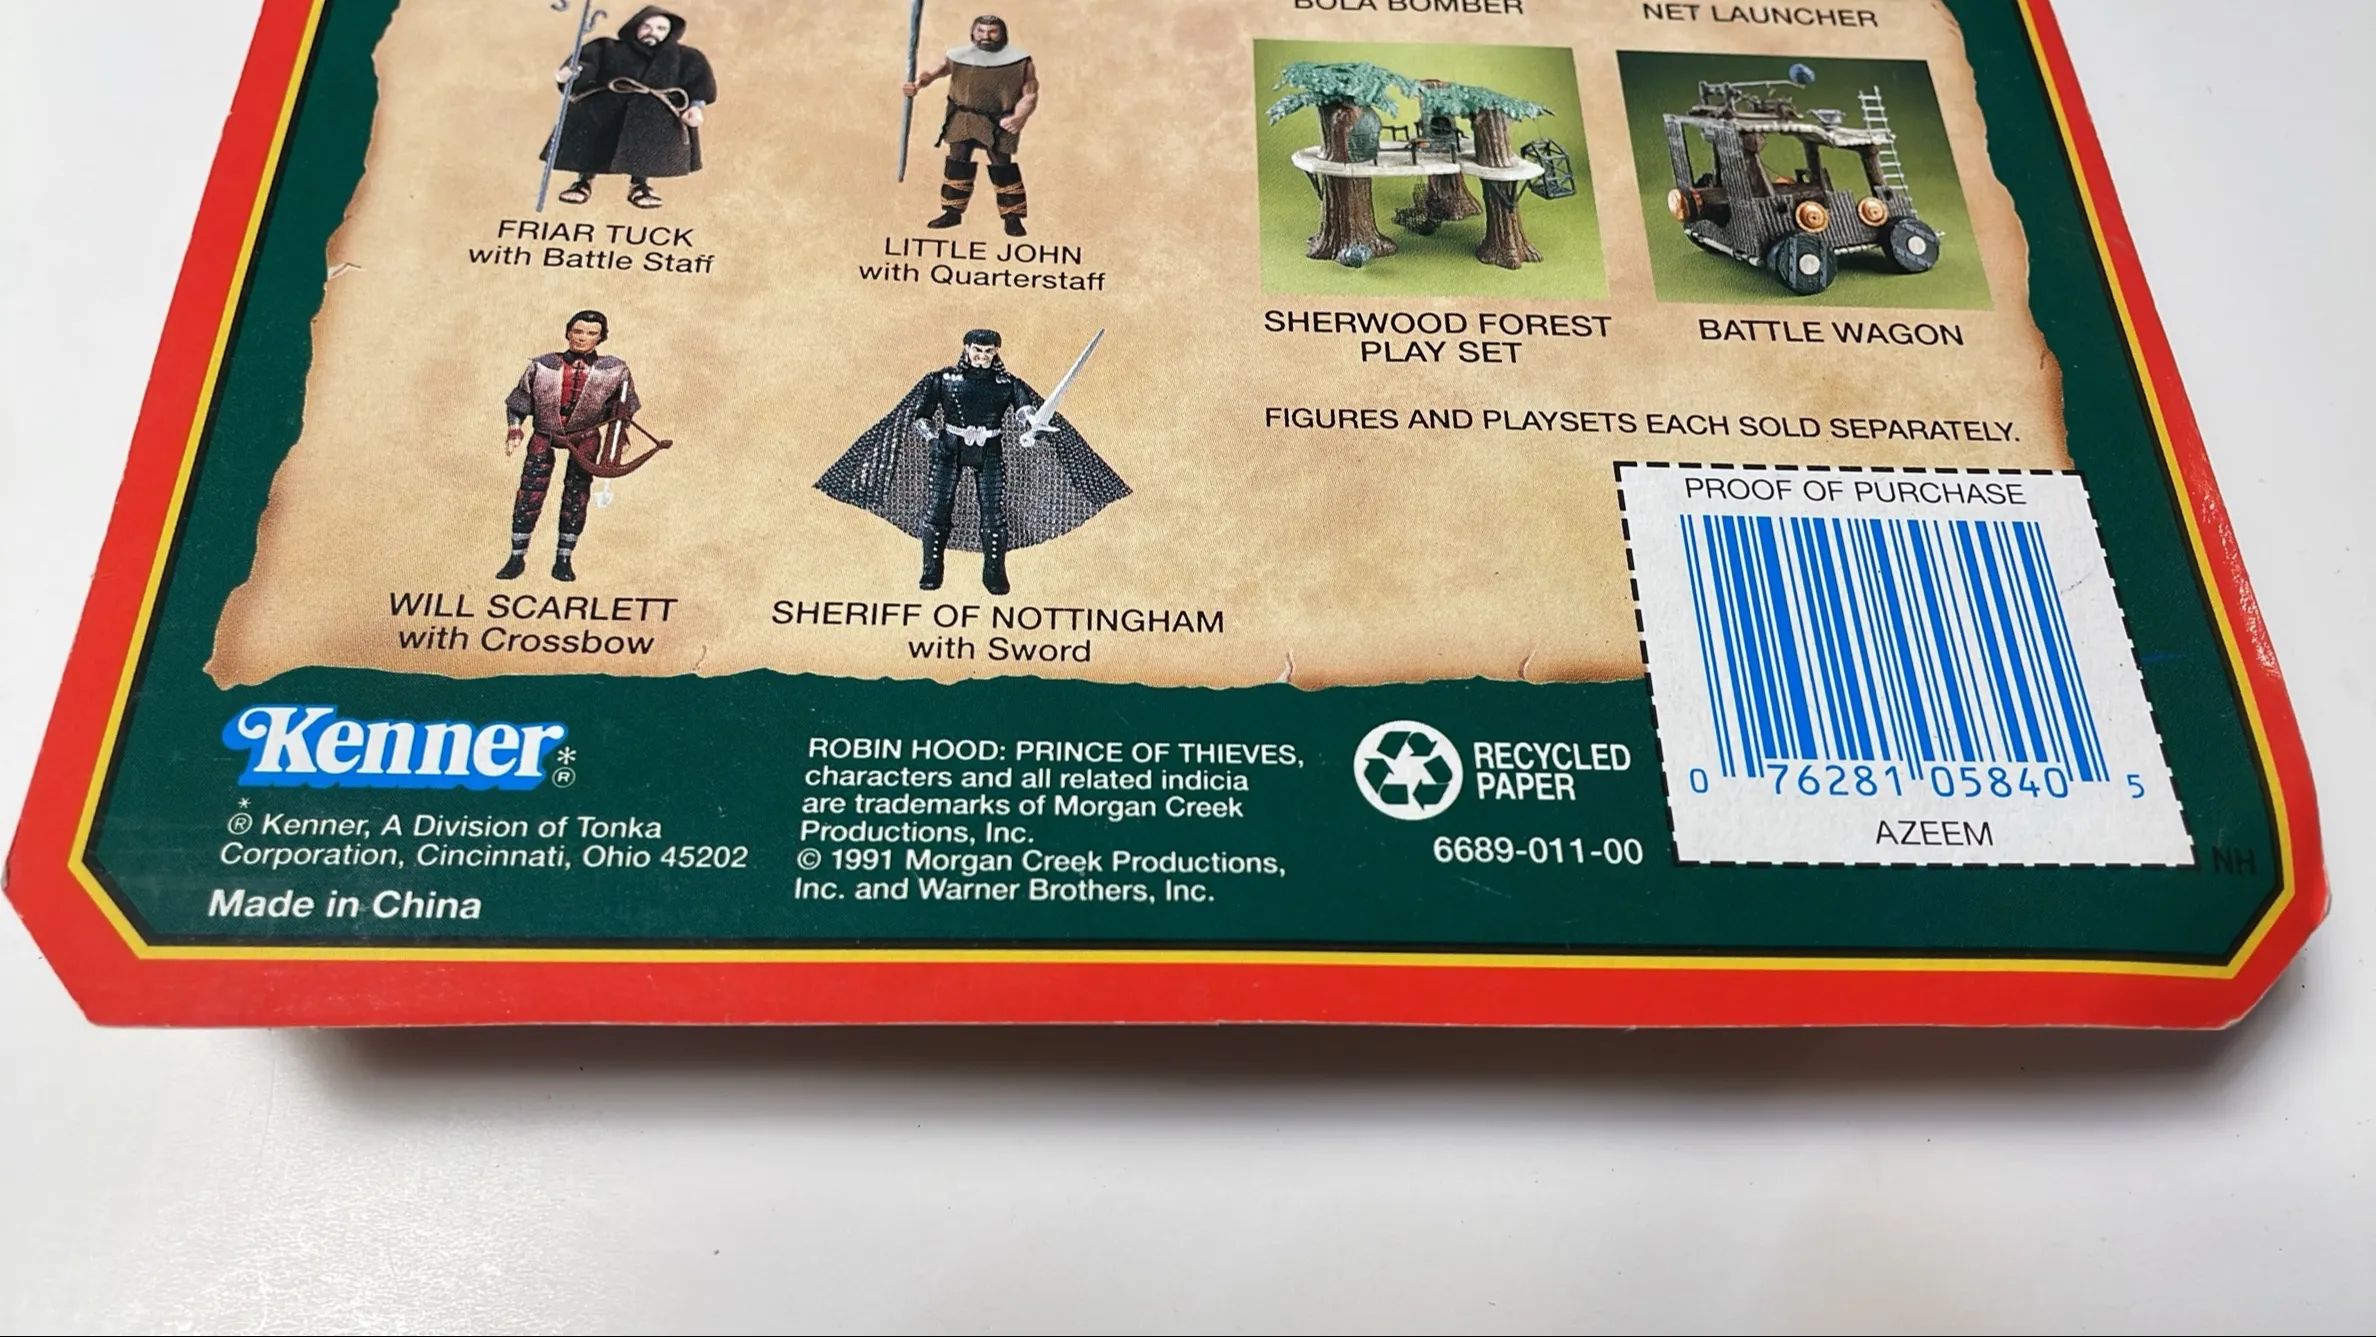 BOLA BOMBER
NET LAUNCHER
FRIAR TUCK
with Battle Staff
LITTLE JOHN
with Quarterstaff
SHERWOOD FOREST
PLAY SET
BATTLE WAGON
FIGURES AND PLAYSETS EACH SOLD SEPARATELY.
WILL SCARLETT
with Crossbow
SHERIFF OF NOTTINGHAM
with Sword
PROOF OF PURCHASE
0 76281 05840 5
AZEEM
NH
Kenner*®
*
® Kenner, A Division of Tonka
Corporation, Cincinnati, Ohio 45202
Made in China
ROBIN HOOD: PRINCE OF THIEVES,
characters and all related indicia
are trademarks of Morgan Creek
Productions, Inc.
© 1991 Morgan Creek Productions,
Inc. and Warner Brothers, Inc.
RECYCLED
PAPER
6689-011-00